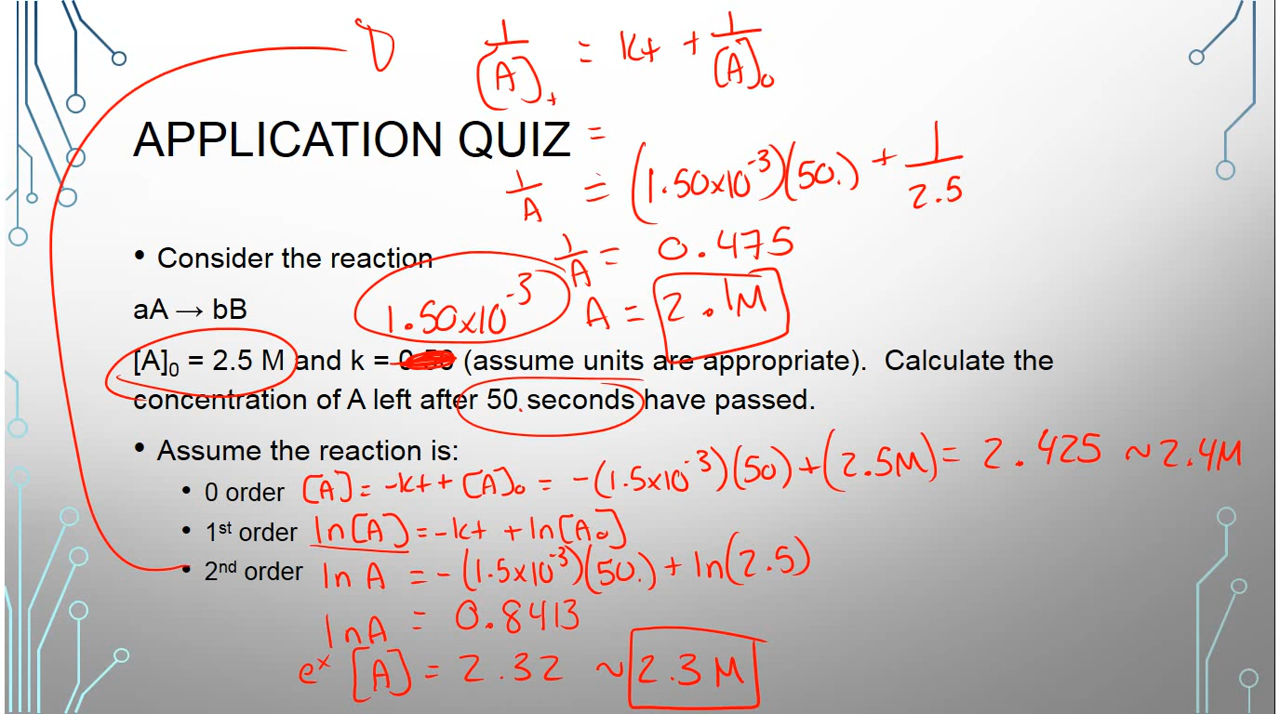 1/[A]t = kt + 1/[A]0
APPLICATION QUIZ =
1/A = (1.50x10^-3)(50.) + 1/2.5
1/A = 0.475
A = 2.1M
• Consider the reaction
aA → bB
1.50x10^-3
[A]0 = 2.5 M and k = (assume units are appropriate). Calculate the
concentration of A left after 50. seconds have passed.
• Assume the reaction is:
• 0 order [A] = -kt + [A]0 = -(1.5x10^-3)(50) + (2.5M) = 2.425 ~2.4M
• 1st order ln[A] = -kt + ln[A0]
• 2nd order ln A = -(1.5x10^-3)(50.) + ln(2.5)
lnA = 0.8413
e^x [A] = 2.32 ~ 2.3 M